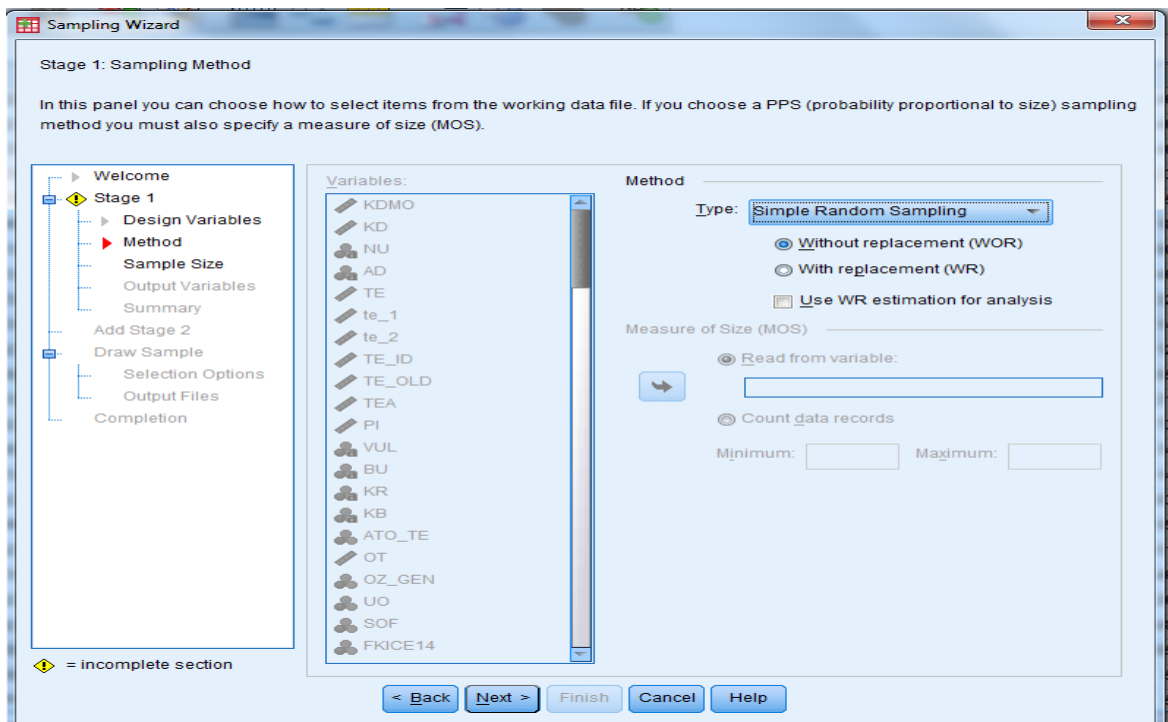 Sampling Wizard
Stage 1: Sampling Method
In this panel you can choose how to select items from the working data file. If you choose a PPS (probability proportional to size) sampling
method you must also specify a measure of size (MOS).
Welcome
Stage 1
Design Variables
Method
Sample Size
Output Variables
Summary
Add Stage 2
Draw Sample
Selection Options
Output Files
Completion
= incomplete section
Variables:
KDMO
KD
NU
AD
TE
te_1
te_2
TE_ID
TE_OLD
TEA
PI
VUL
BU
KR
KB
ATO_TE
OT
OZ_GEN
UO
SOF
FKICE14
Method
Type: Simple Random Sampling
Without replacement (WOR)
With replacement (WR)
Use WR estimation for analysis
Measure of Size (MOS)
Read from variable:
Count data records
Minimum: Maximum:
< Back Next > Finish Cancel Help